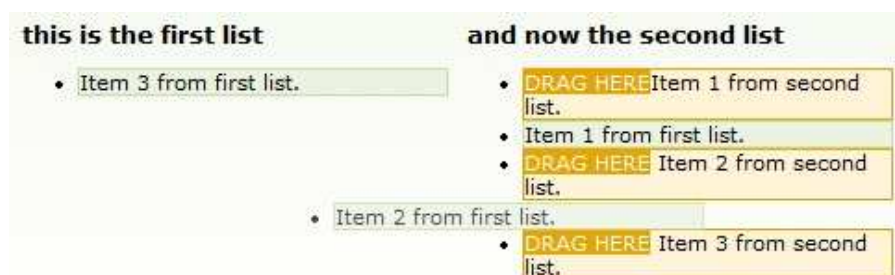 this is the first list
Item 3 from first list.
and now the second list
DRAG HERE Item 1 from second
list.
Item 1 from first list.
DRAG HERE Item 2 from second
list.
Item 2 from first list.
DRAG HERE Item 3 from second
list.